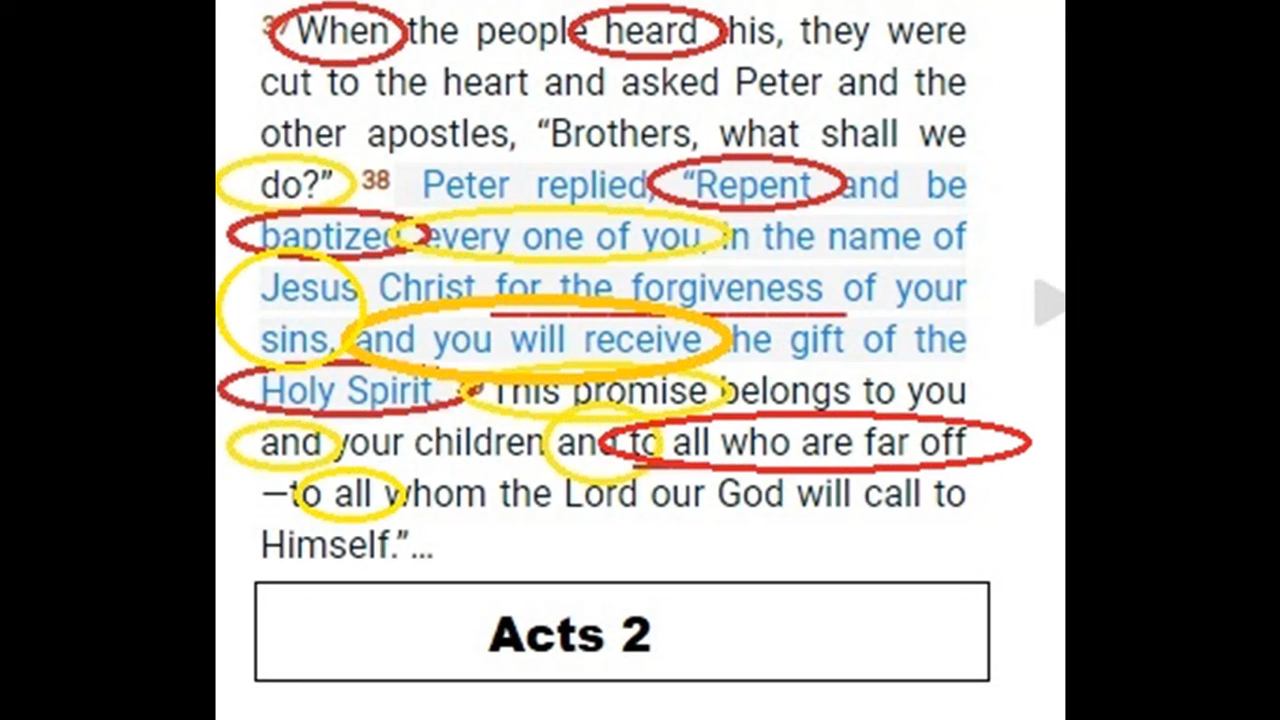 37 When the people heard this, they were
cut to the heart and asked Peter and the
other apostles, “Brothers, what shall we
do?” 38 Peter replied, “Repent and be
baptized, every one of you, in the name of
Jesus Christ for the forgiveness of your
sins, and you will receive the gift of the
Holy Spirit. This promise belongs to you
and your children and to all who are far off
—to all whom the Lord our God will call to
Himself.”...
Acts 2